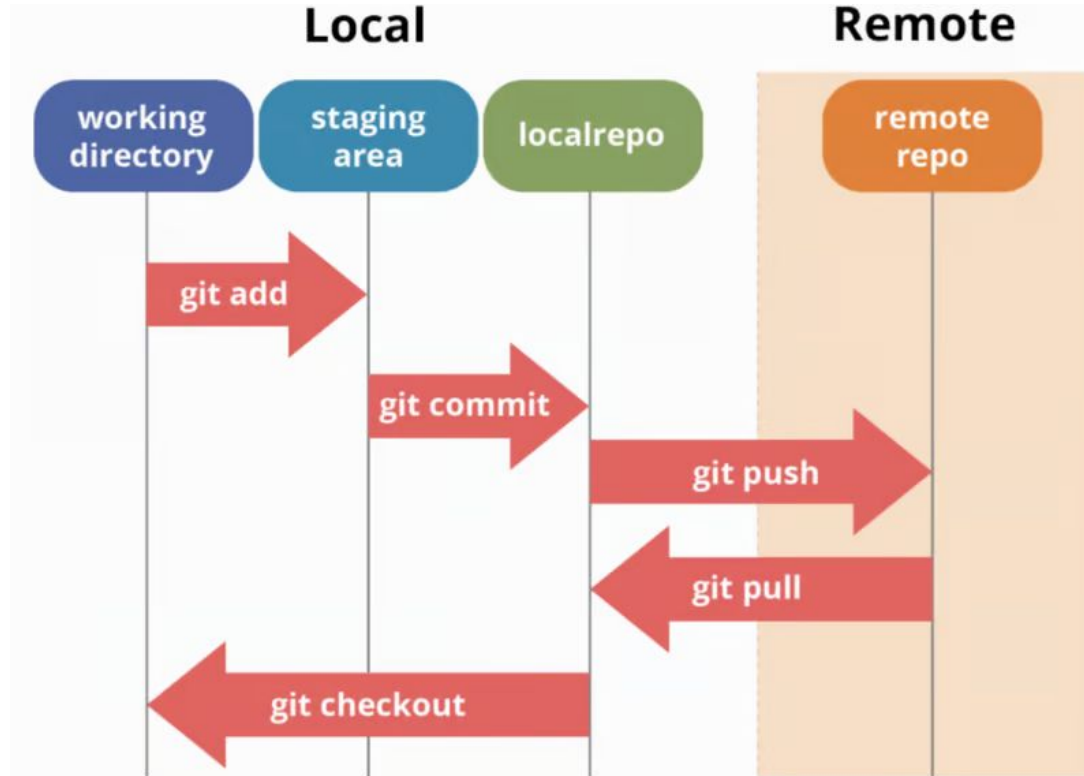 Local
Remote
working
directory
staging
area
localrepo
remote
repo
git add
git commit
git push
git pull
git checkout